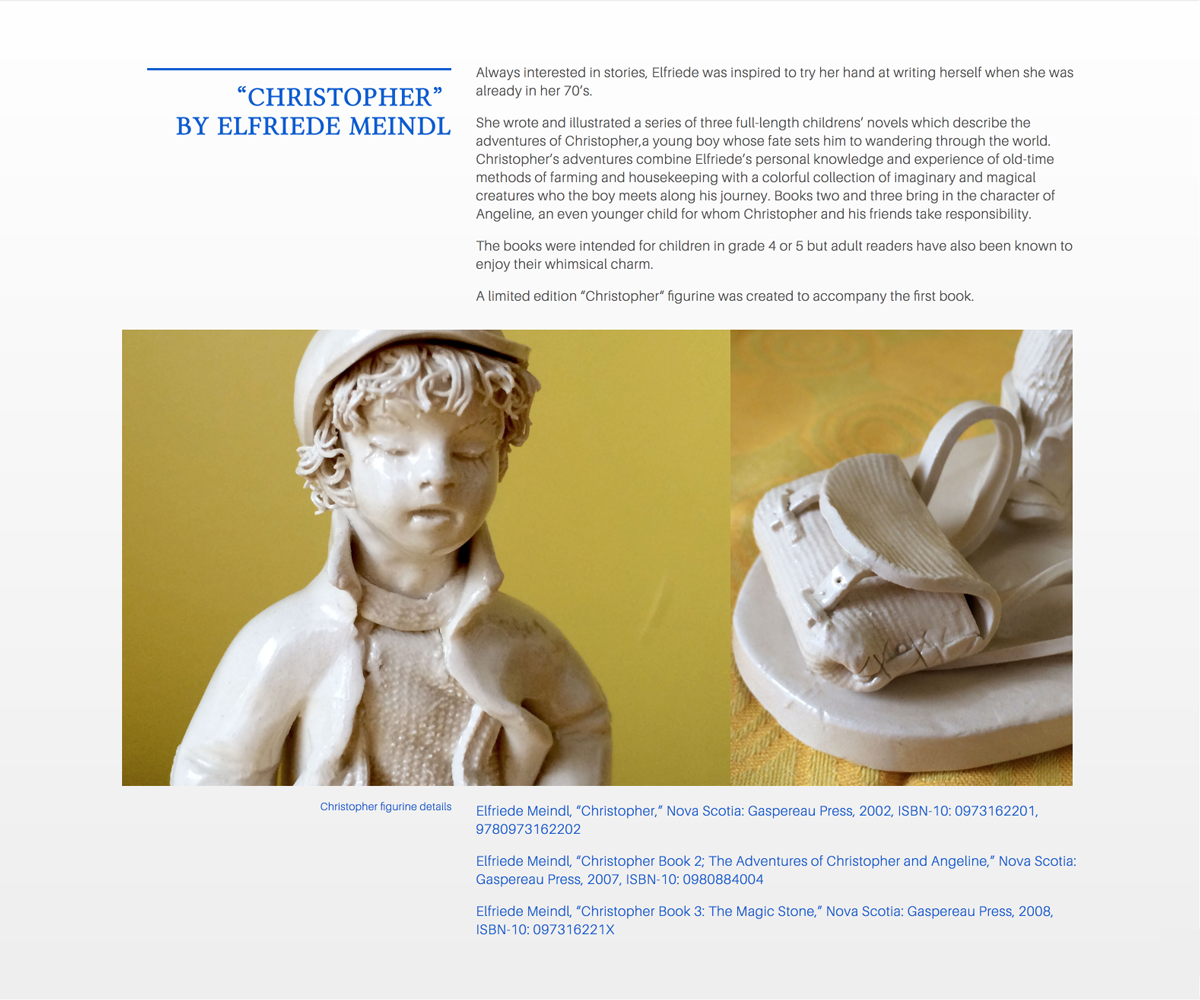 “CHRISTOPHER”
BY ELFRIEDE MEINDL
Always interested in stories, Elfriede was inspired to try her hand at writing herself when she was
already in her 70’s.
She wrote and illustrated a series of three full-length childrens’ novels which describe the
adventures of Christopher,a young boy whose fate sets him to wandering through the world.
Christopher’s adventures combine Elfriede’s personal knowledge and experience of old-time
methods of farming and housekeeping with a colorful collection of imaginary and magical
creatures who the boy meets along his journey. Books two and three bring in the character of
Angeline, an even younger child for whom Christopher and his friends take responsibility.
The books were intended for children in grade 4 or 5 but adult readers have also been known to
enjoy their whimsical charm.
A limited edition “Christopher” figurine was created to accompany the first book.
Christopher figurine details
Elfriede Meindl, “Christopher,” Nova Scotia: Gaspereau Press, 2002, ISBN-10: 0973162201,
9780973162202
Elfriede Meindl, “Christopher Book 2; The Adventures of Christopher and Angeline,” Nova Scotia:
Gaspereau Press, 2007, ISBN-10: 0980884004
Elfriede Meindl, “Christopher Book 3: The Magic Stone,” Nova Scotia: Gaspereau Press, 2008,
ISBN-10: 097316221X